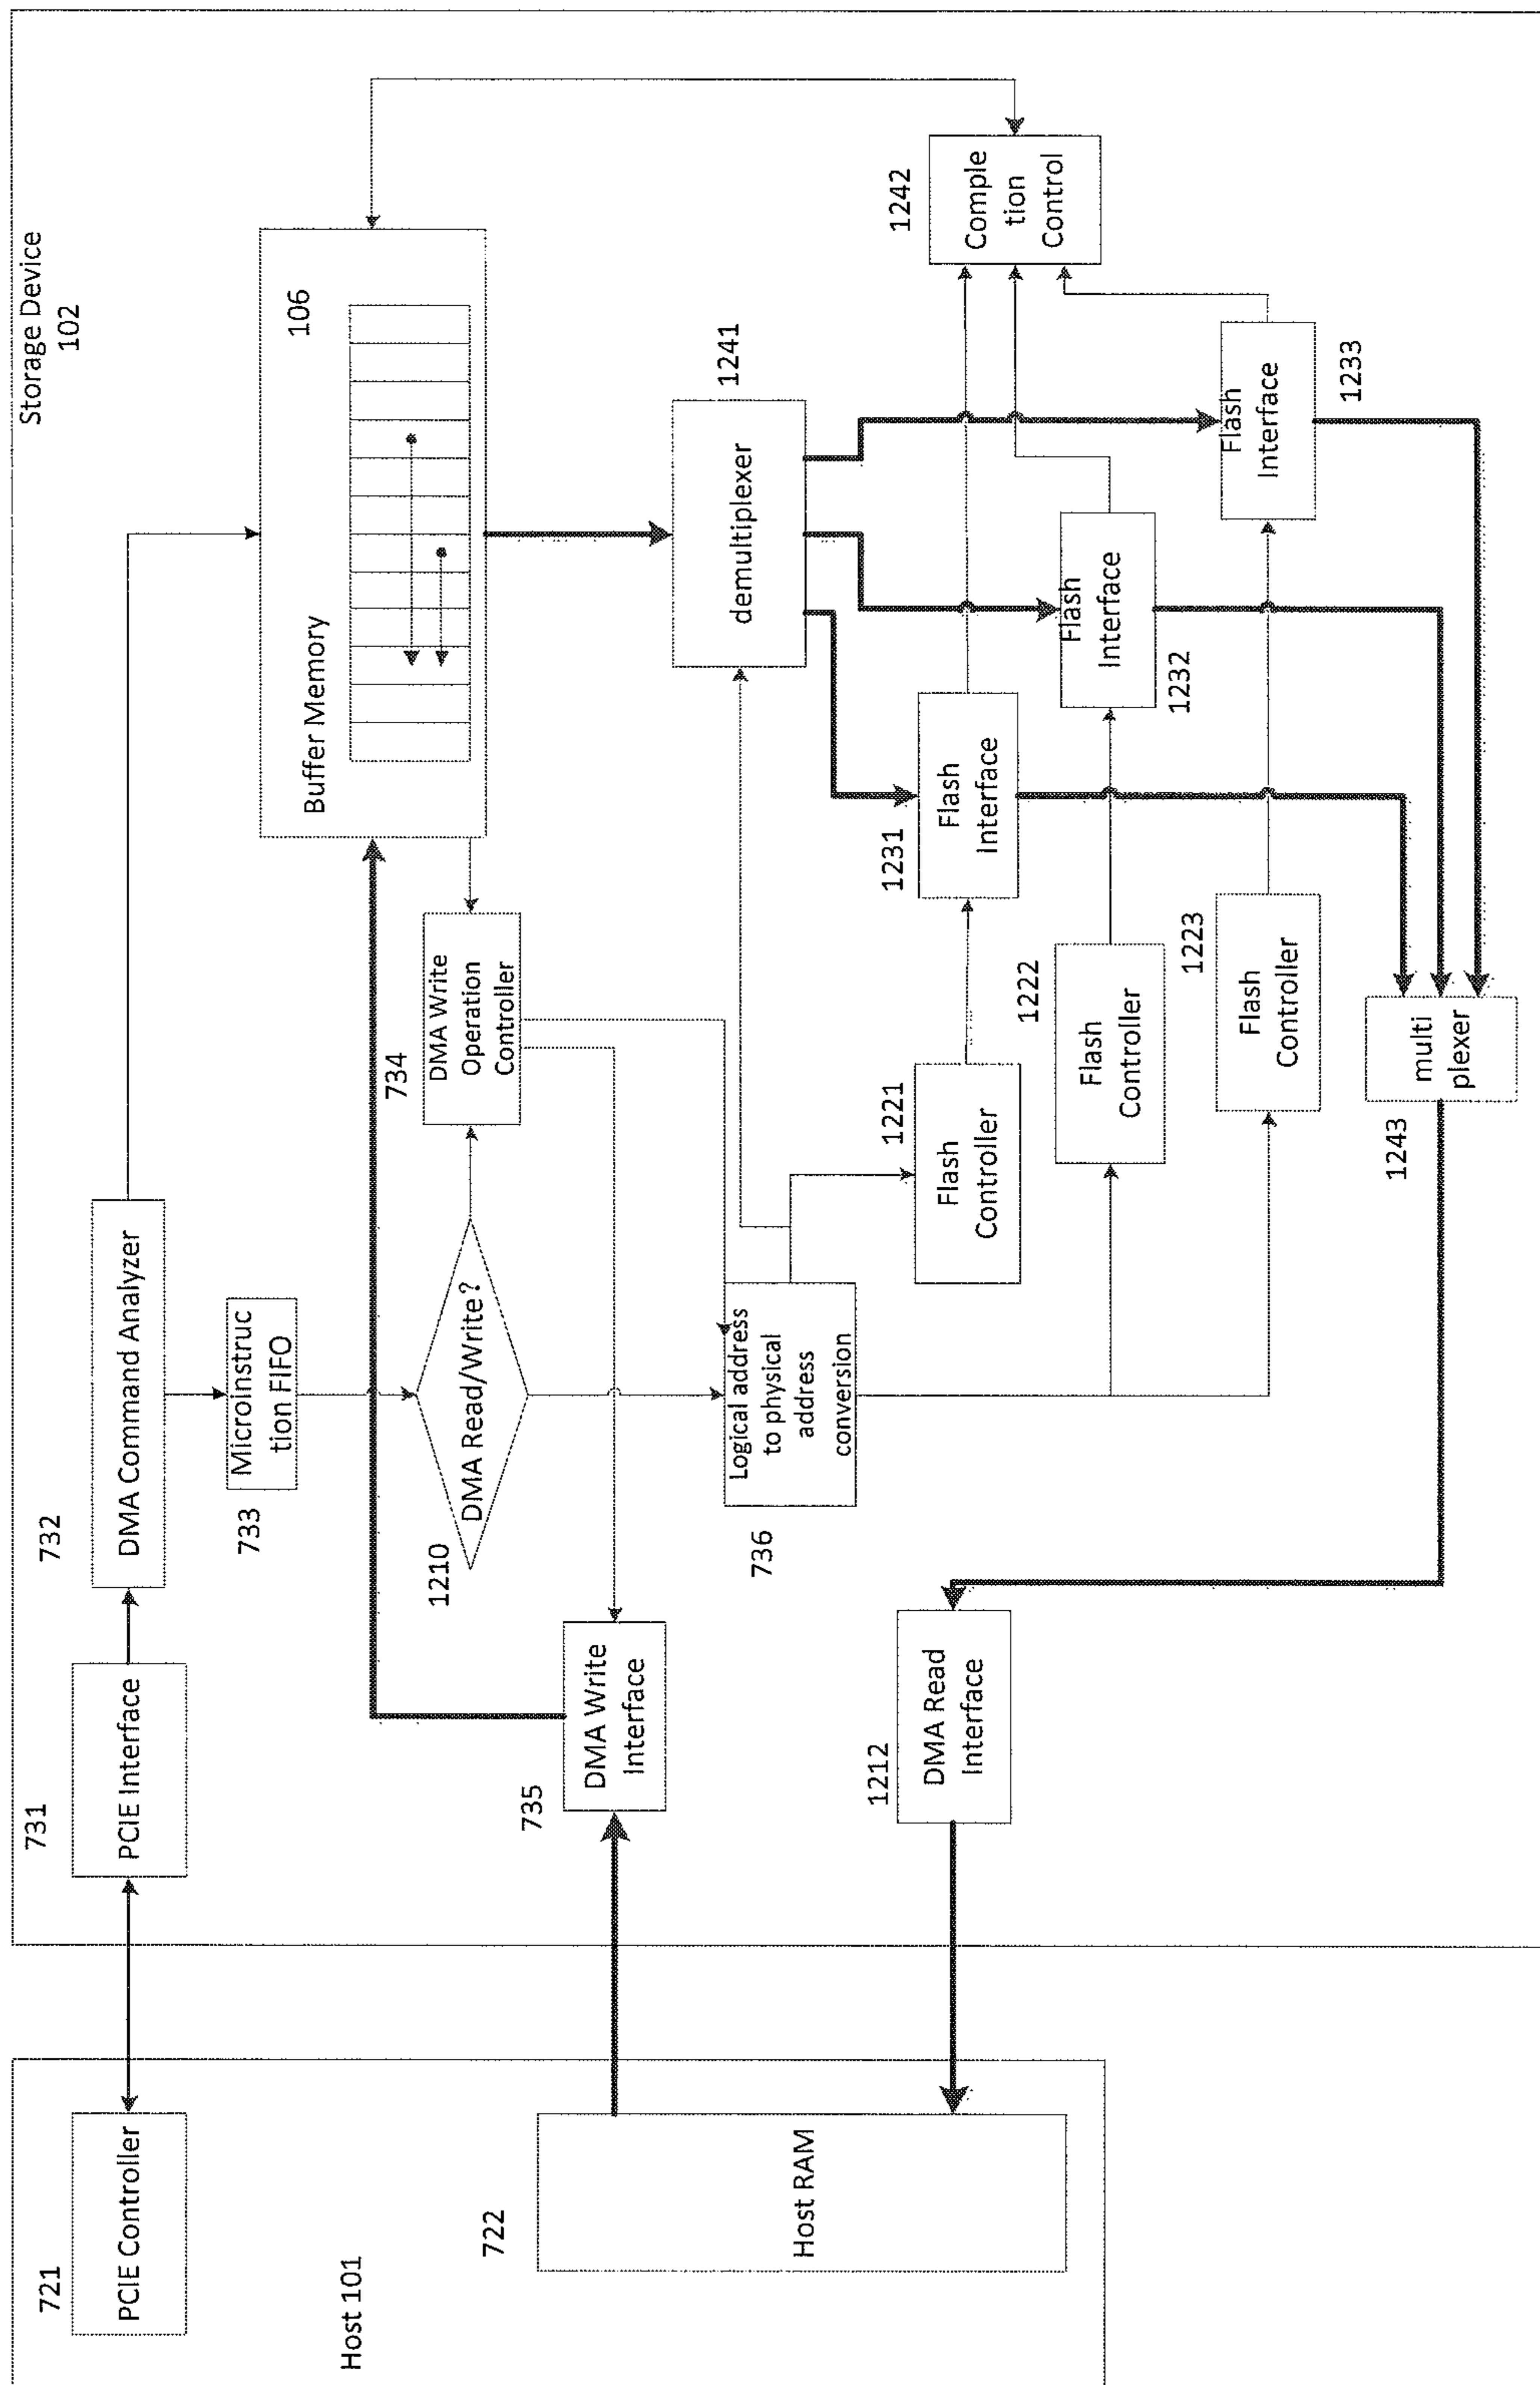 Storage Device
102
721
PCIE Controller
Host 101
722
Host RAM
731
PCIE Interface
732
DMA Command Analyzer
733
Microinstruc
tion FIFO
1210
DMA Read/Write?
734
DMA Write
Operation
Controller
735
DMA Write
Interface
Buffer Memory
106
736
Logical address
to physical
address
conversion
1241
demultiplexer
1212
DMA Read
Interface
1221
Flash
Controller
1222
Flash
Controller
1223
Flash
Controller
1231
Flash
Interface
1232
Flash
Interface
1233
Flash
Interface
1242
Comple
tion
Control
1243
multi
plexer